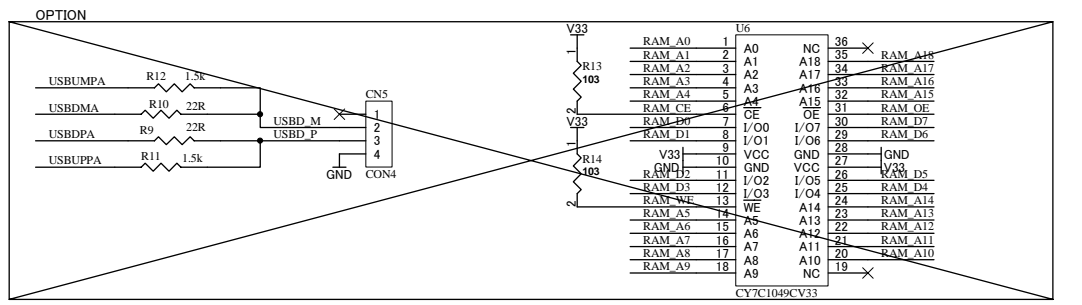 OPTION
USBUMPA R12 1.5k
USBDMA R10 22R
USBDPA R9 22R
USBUPPA R11 1.5k
CN5
1
USBD_M 2
USBD_P 3
4
GND CON4
V33
1
R13
103
2
V33
1
R14
103
2
U6
RAM_A0 1 A0 NC 36
RAM_A1 2 A1 A18 35 RAM_A18
RAM_A2 3 A2 A17 34 RAM_A17
RAM_A3 4 A3 A16 33 RAM_A16
RAM_A4 5 A4 A15 32 RAM_A15
RAM_CE 6 CE OE 31 RAM_OE
RAM_D0 7 I/O0 I/O7 30 RAM_D7
RAM_D1 8 I/O1 I/O6 29 RAM_D6
V33 9 VCC GND 28 GND
GND 10 GND VCC 27 V33
RAM_D2 11 I/O2 I/O5 26 RAM_D5
RAM_D3 12 I/O3 I/O4 25 RAM_D4
RAM_WE 13 WE A14 24 RAM_A14
RAM_A5 14 A5 A13 23 RAM_A13
RAM_A6 15 A6 A12 22 RAM_A12
RAM_A7 16 A7 A11 21 RAM_A11
RAM_A8 17 A8 A10 20 RAM_A10
RAM_A9 18 A9 NC 19
CY7C1049CV33